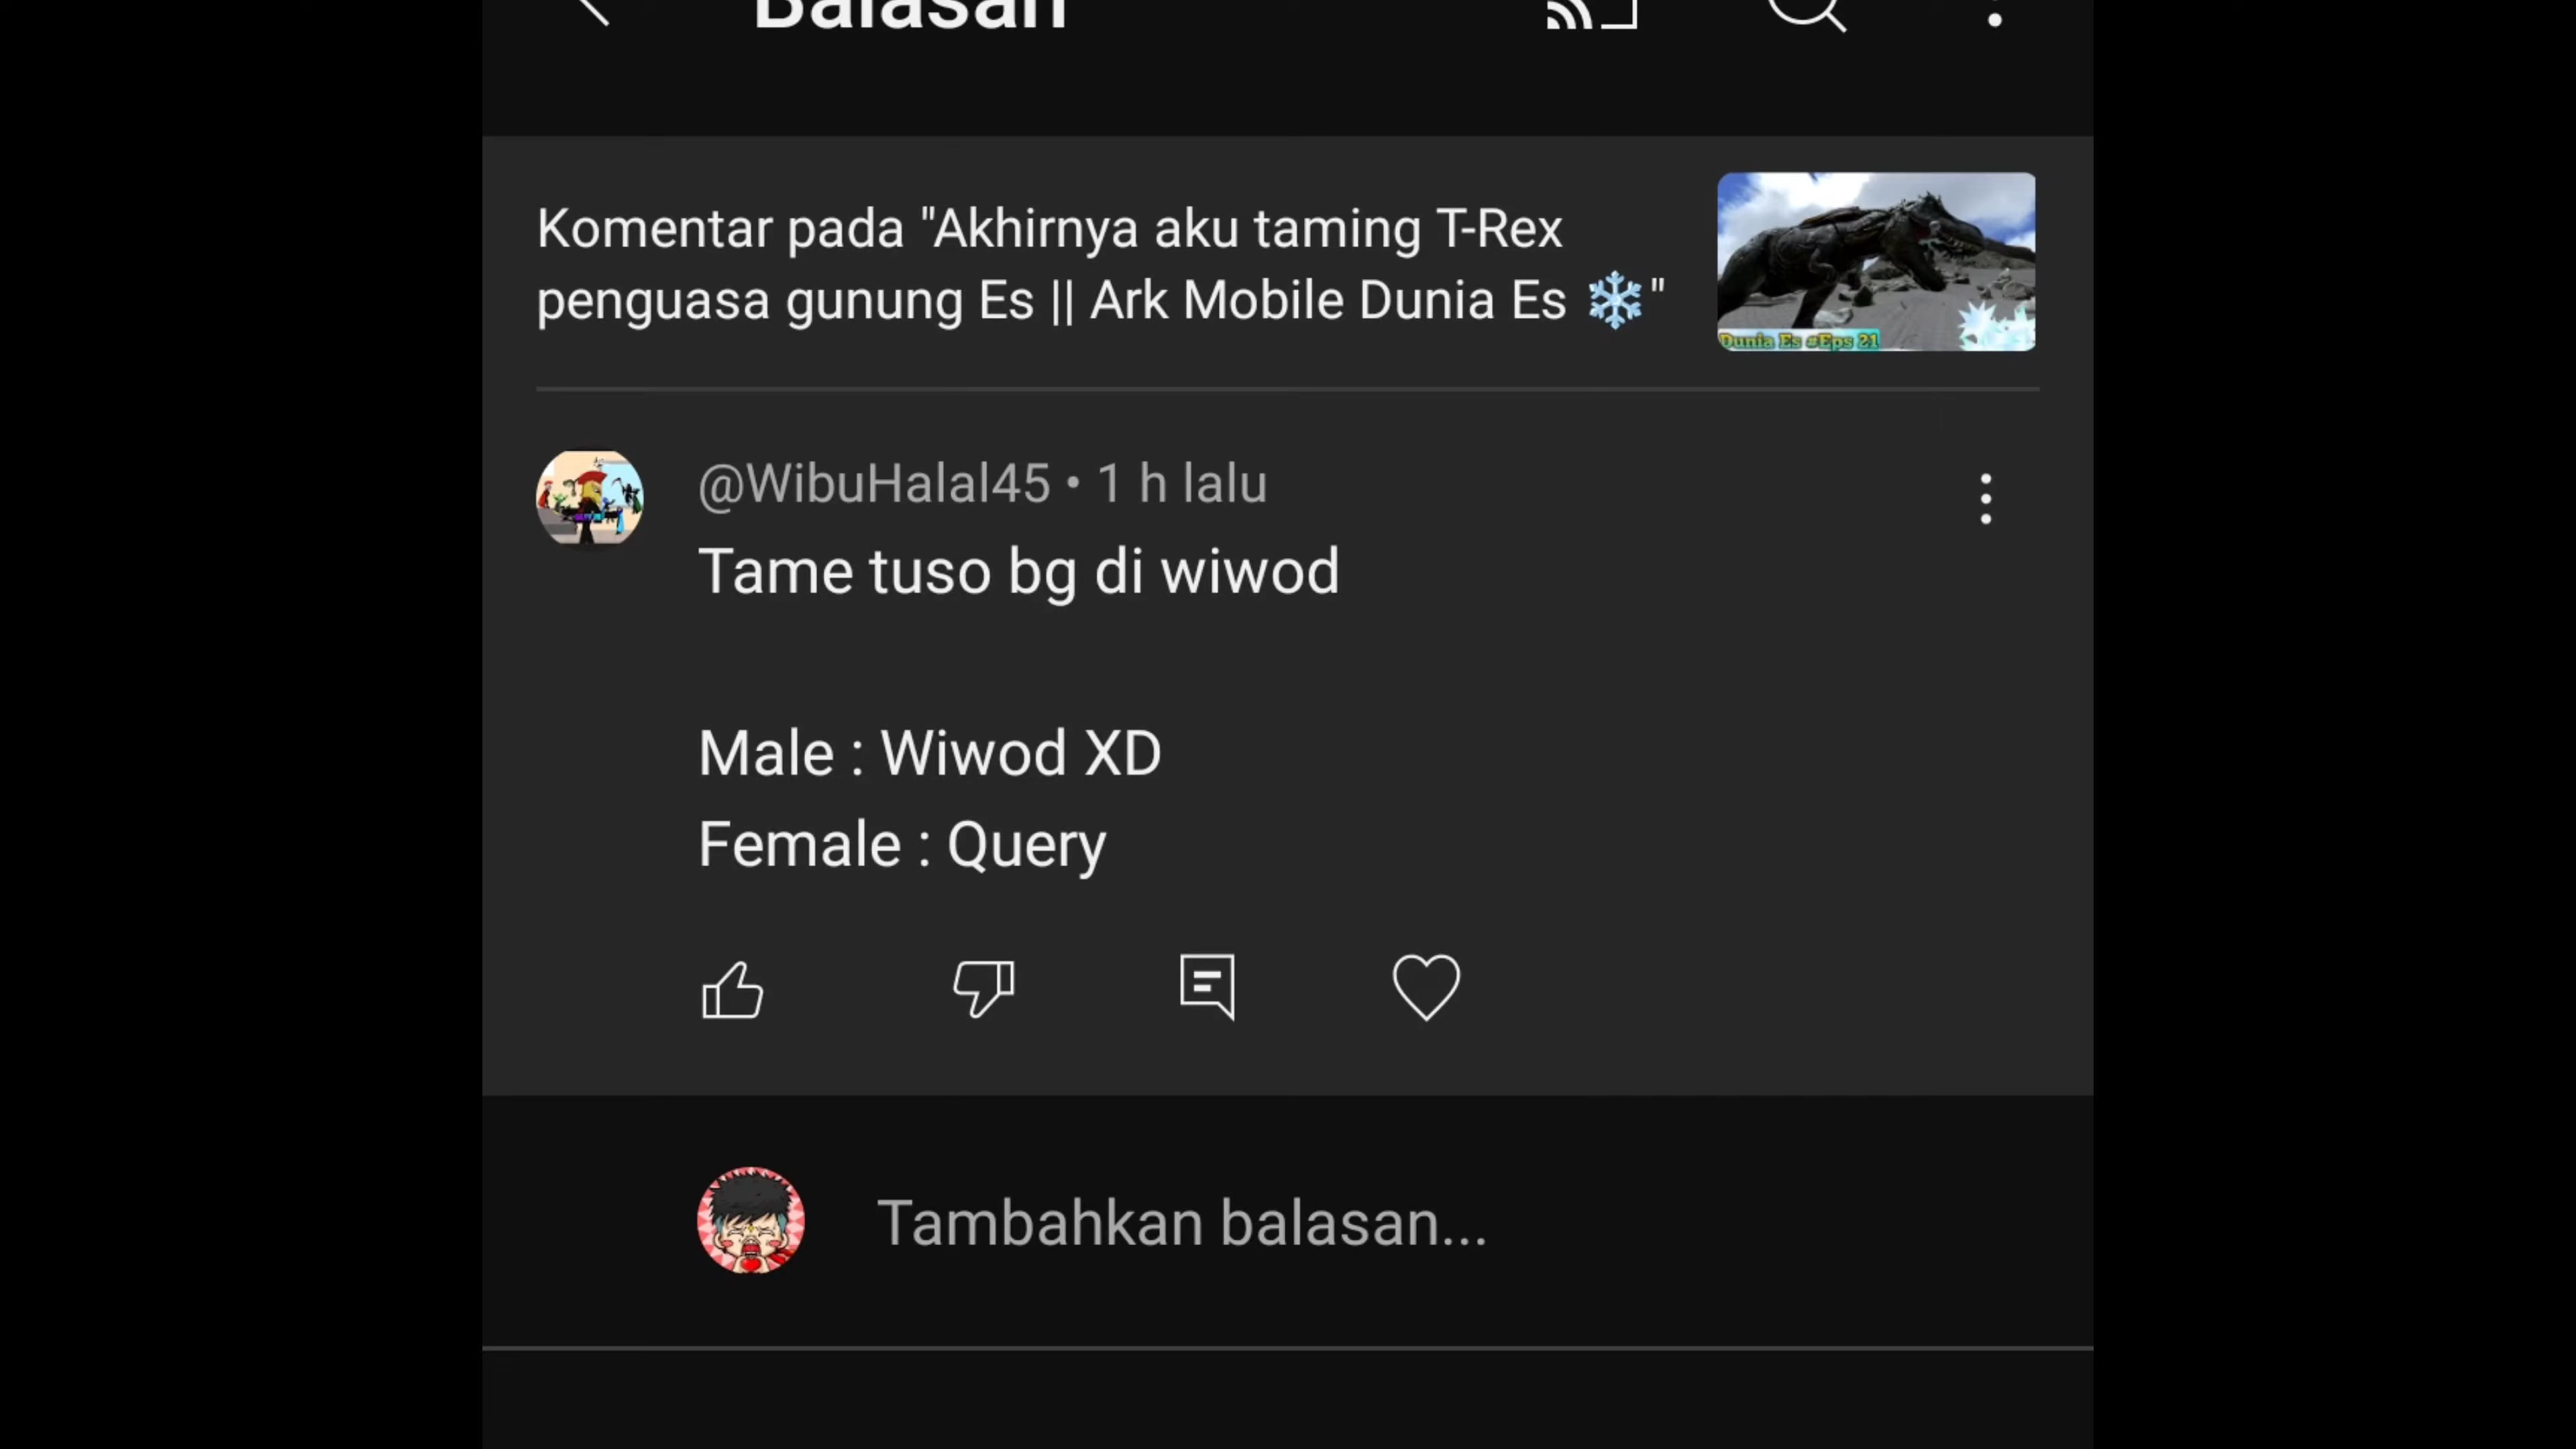 Balasan
Komentar pada "Akhirnya aku taming T-Rex
penguasa gunung Es || Ark Mobile Dunia Es ❄"
Dunia Es #Eps 21
@WibuHalal45 • 1 h lalu
Tame tuso bg di wiwod
Male : Wiwod XD
Female : Query
Tambahkan balasan...